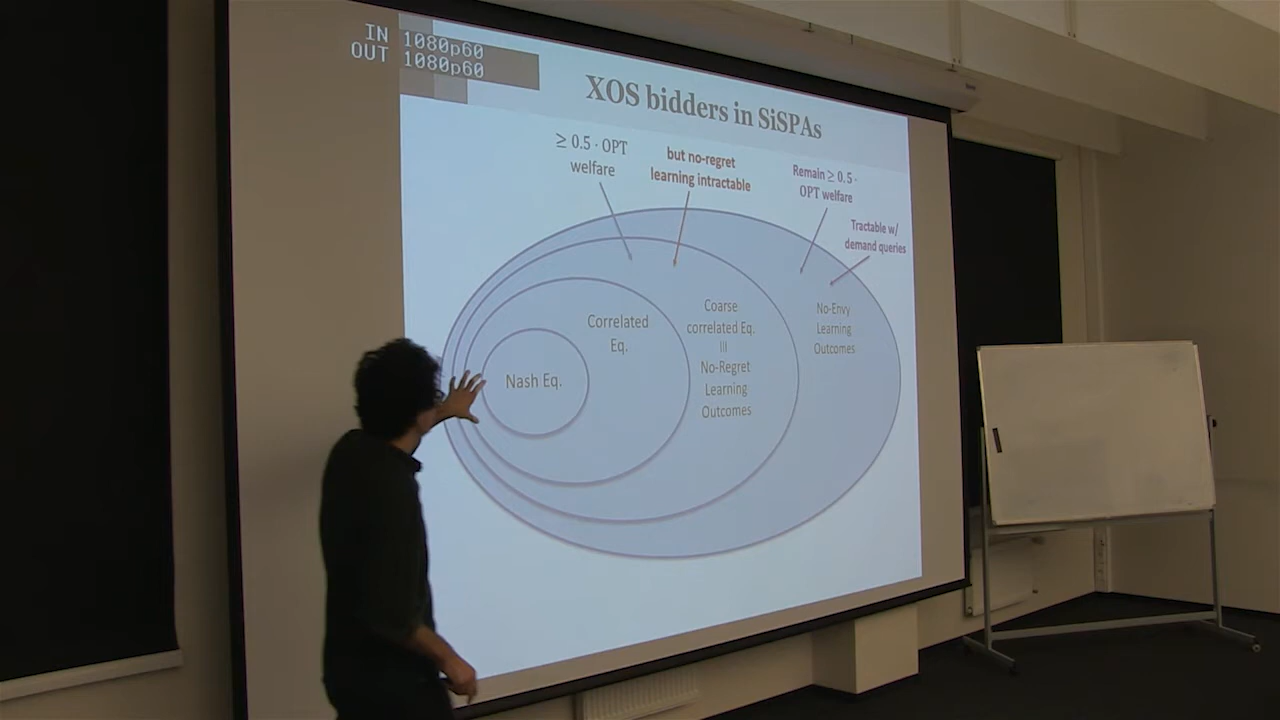 IN 1080p60
OUT 1080p60
XOS bidders in SiSPAs
≥ 0.5 · OPT
welfare
but no-regret
learning intractable
Remain ≥ 0.5 ·
OPT welfare
Tractable w/
demand queries
Nash Eq.
Correlated
Eq.
Coarse
correlated Eq.
|||
No-Regret
Learning
Outcomes
No-Envy
Learning
Outcomes